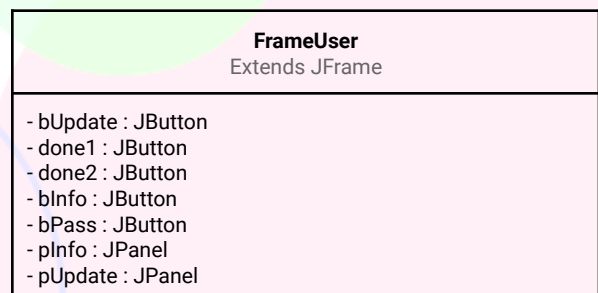 FrameUser
Extends JFrame
- bUpdate : JButton
- done1 : JButton
- done2 : JButton
- bInfo : JButton
- bPass : JButton
- pInfo : JPanel
- pUpdate : JPanel